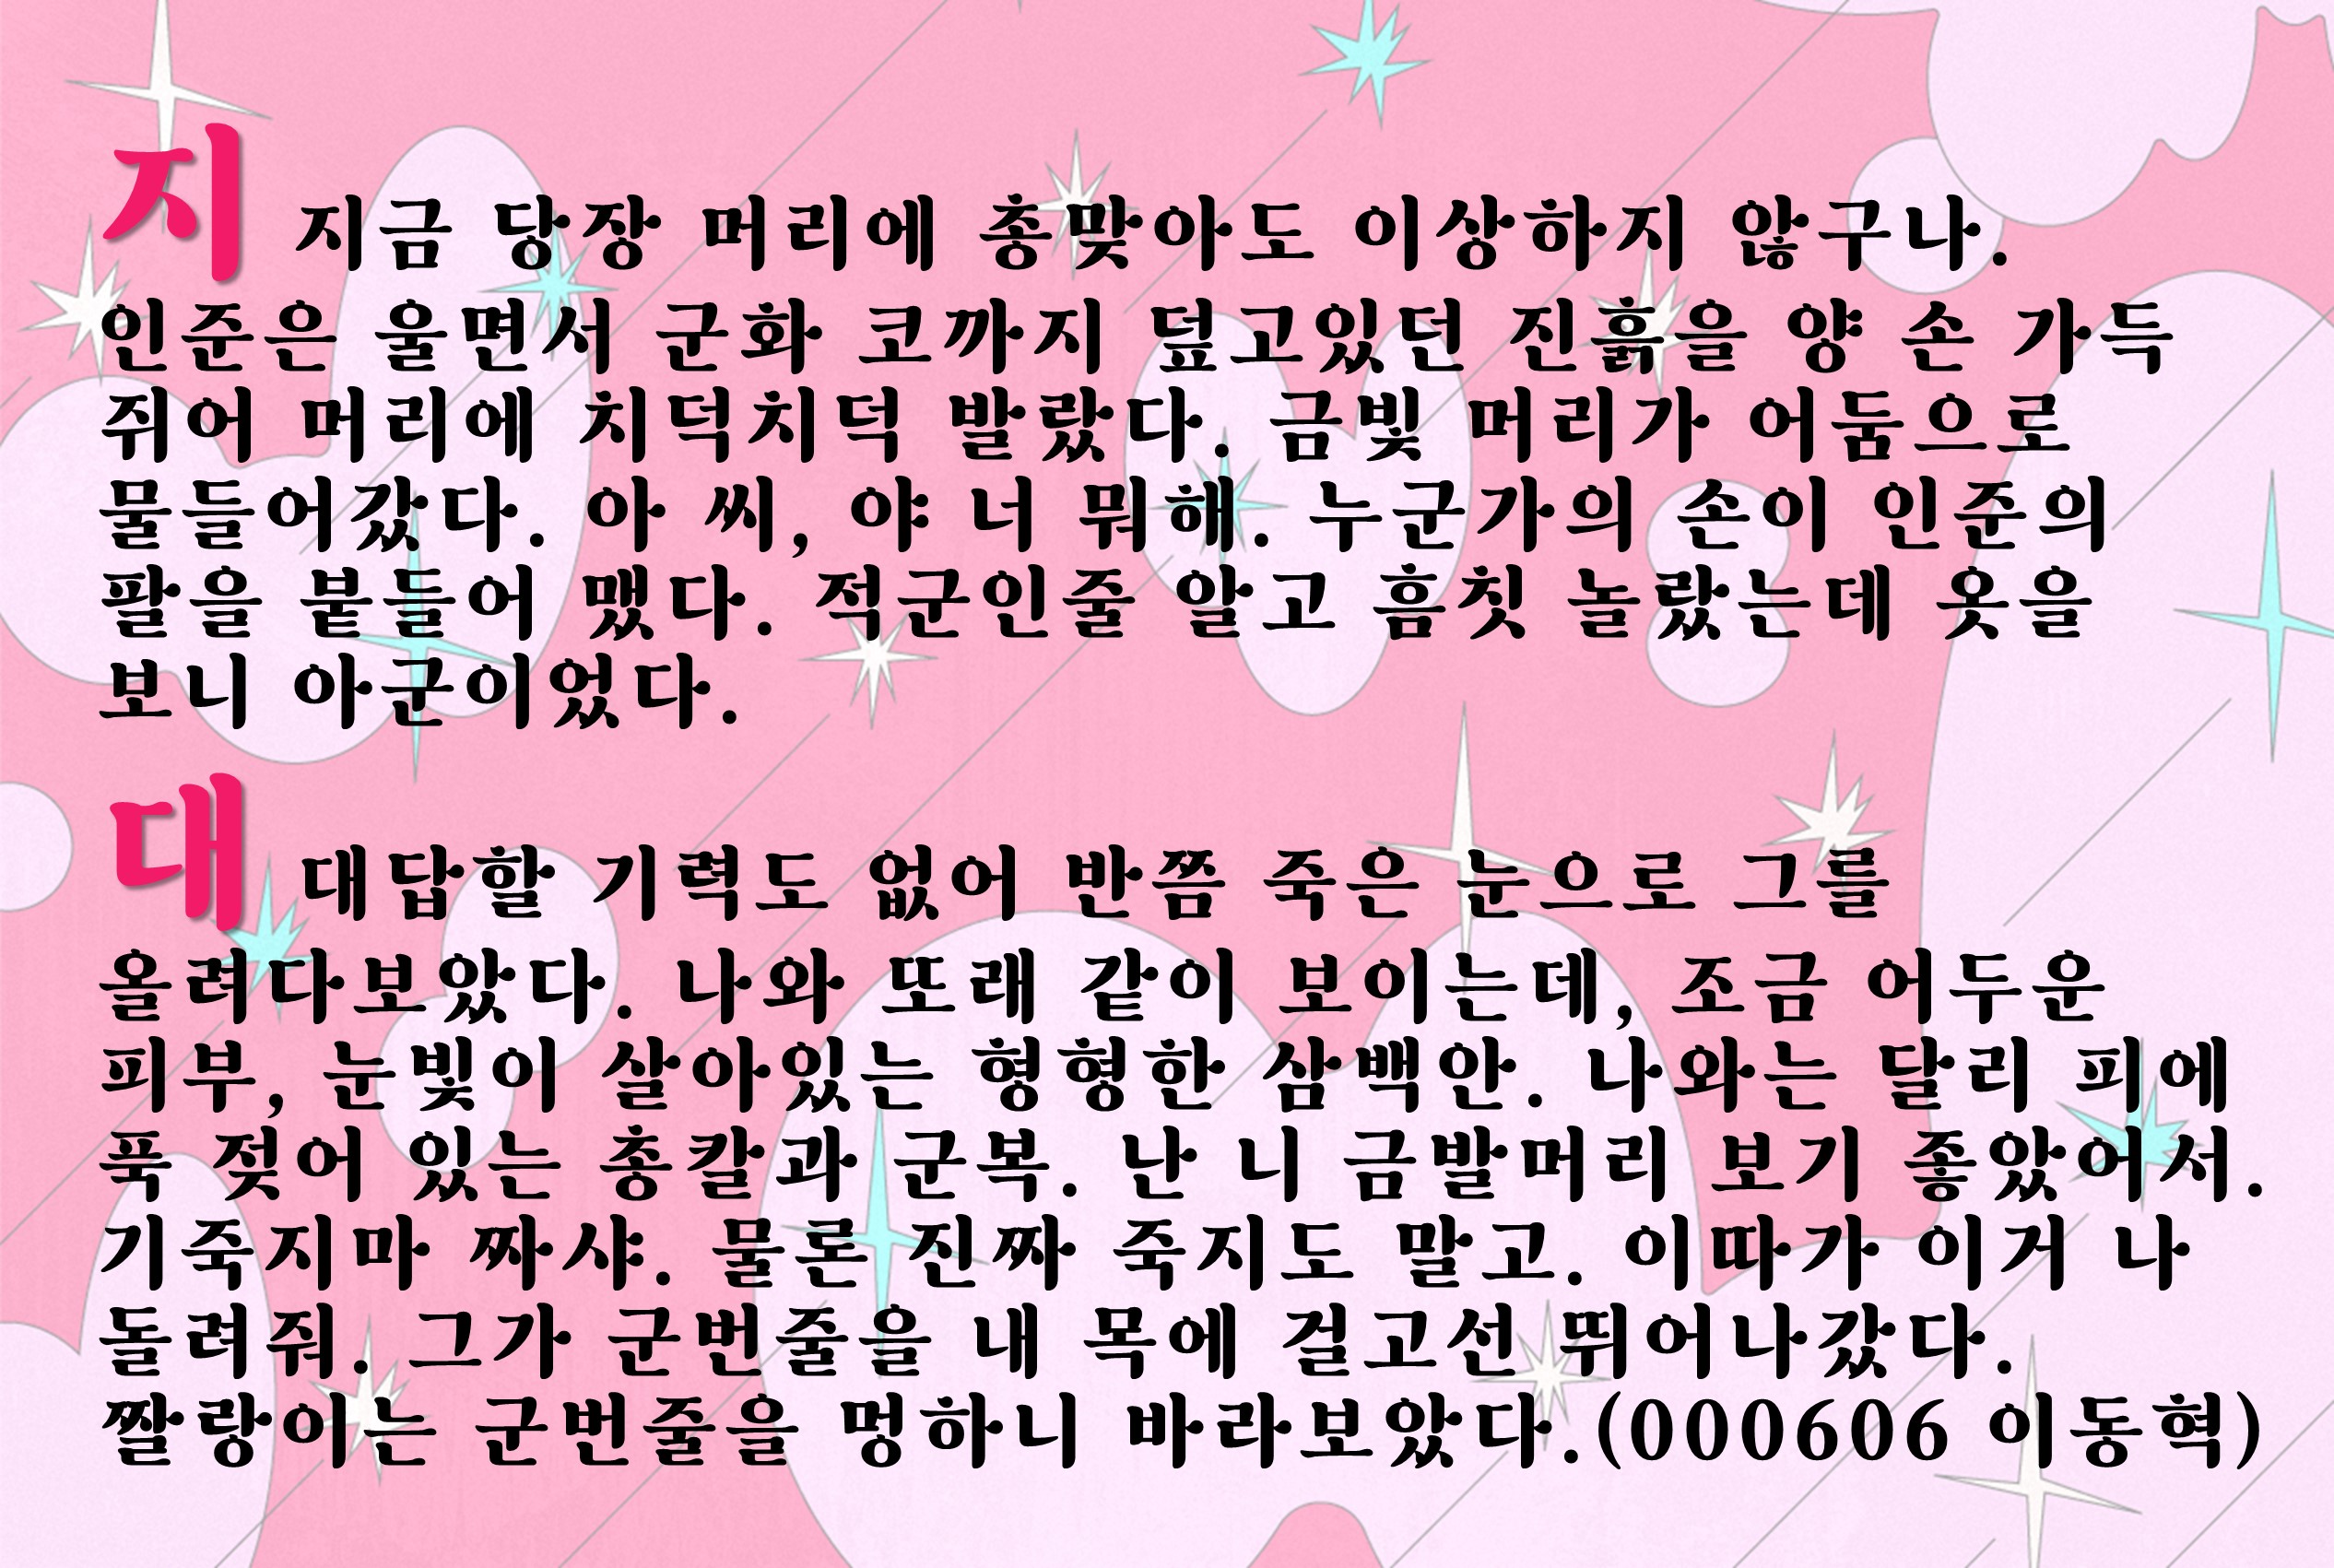 지 지금 당장 머리에 총맞아도 이상하지 않구나.
인준은 울면서 군화 코까지 덮고있던 진흙을 양 손 가득
쥐어 머리에 치덕치덕 발랐다. 금빛 머리가 어둠으로
물들어갔다. 아 씨, 야 너 뭐해. 누군가의 손이 인준의
팔을 붙들어 맸다. 적군인줄 알고 흠칫 놀랐는데 옷을
보니 아군이었다.
대 대답할 기력도 없어 반쯤 죽은 눈으로 그를
올려다보았다. 나와 또래 같이 보이는데, 조금 어두운
피부, 눈빛이 살아있는 형형한 삼백안. 나와는 달리 피에
푹 젖어 있는 총칼과 군복. 난 니 금발머리 보기 좋았어서.
기죽지마 짜샤. 물론 진짜 죽지도 말고. 이따가 이거 나
돌려줘. 그가 군번줄을 내 목에 걸고선 뛰어나갔다.
짤랑이는 군번줄을 멍하니 바라보았다.(000606 이동혁)